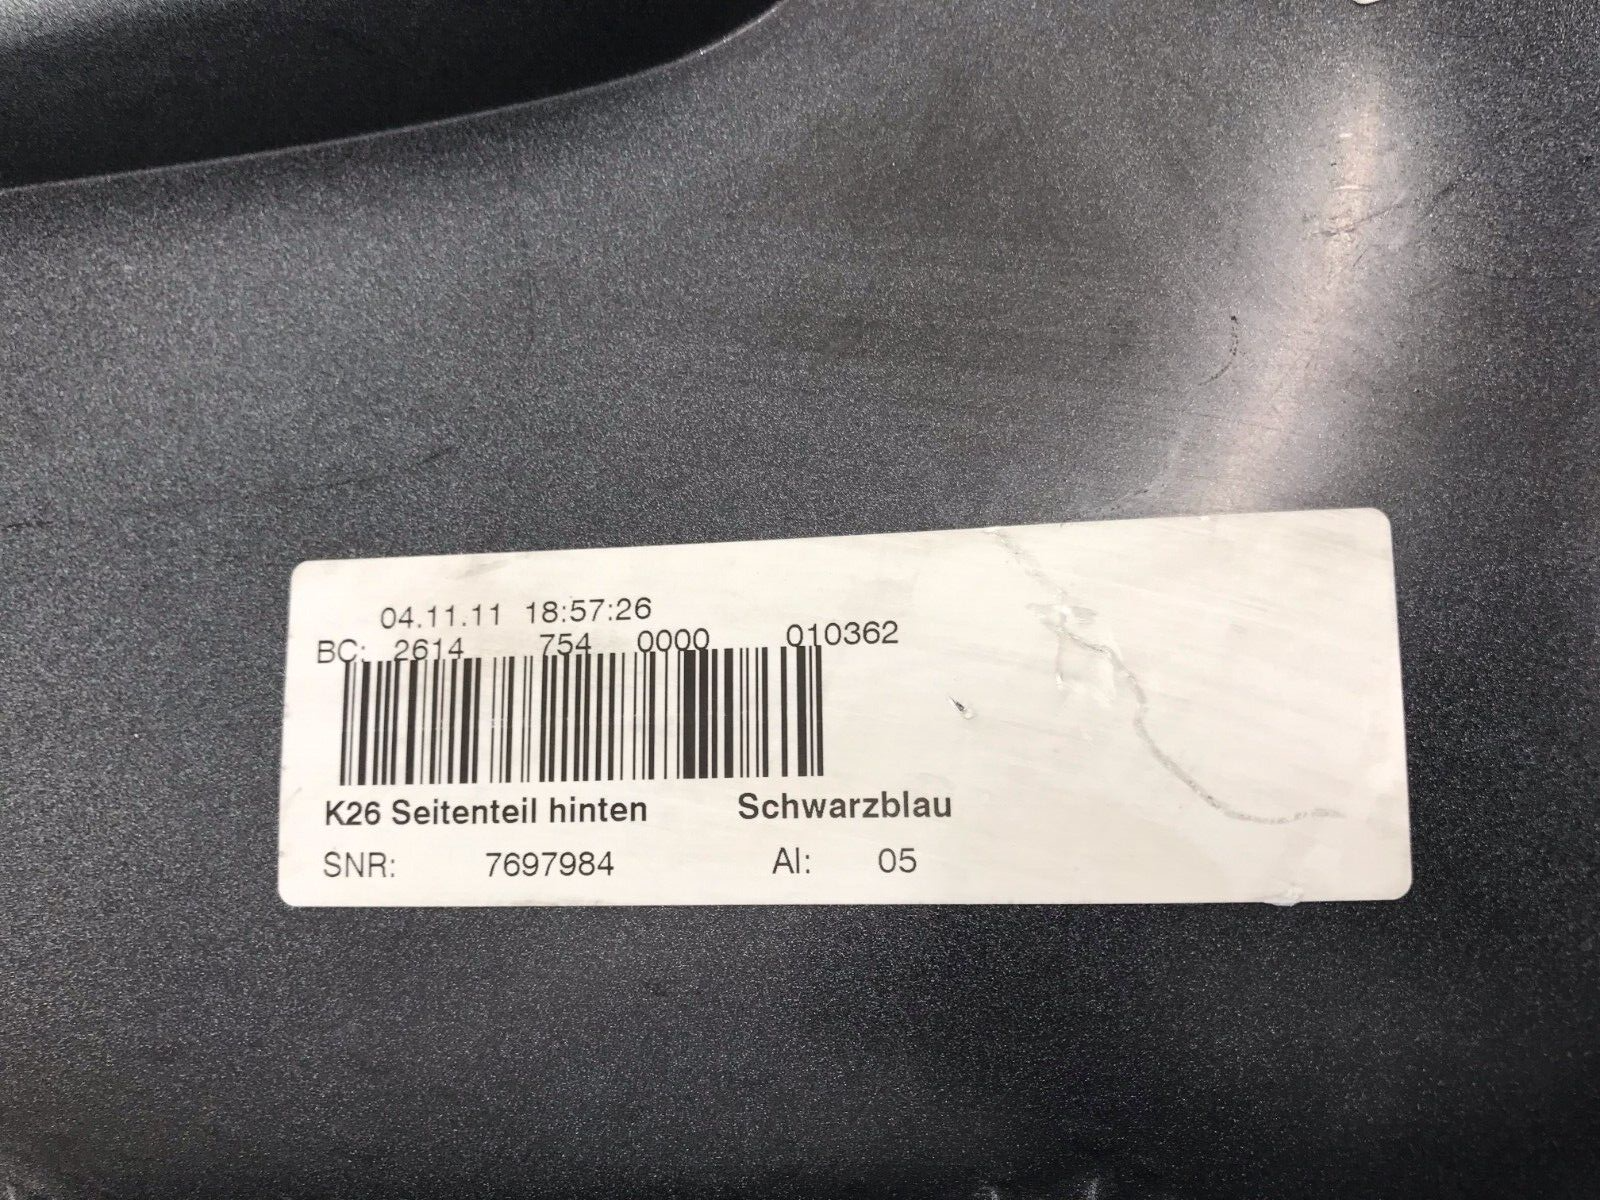 04.11.11 18:57:26
BC: 2614 754 0000 010362
K26 Seitenteil hinten Schwarzblau
SNR: 7697984 AI: 05